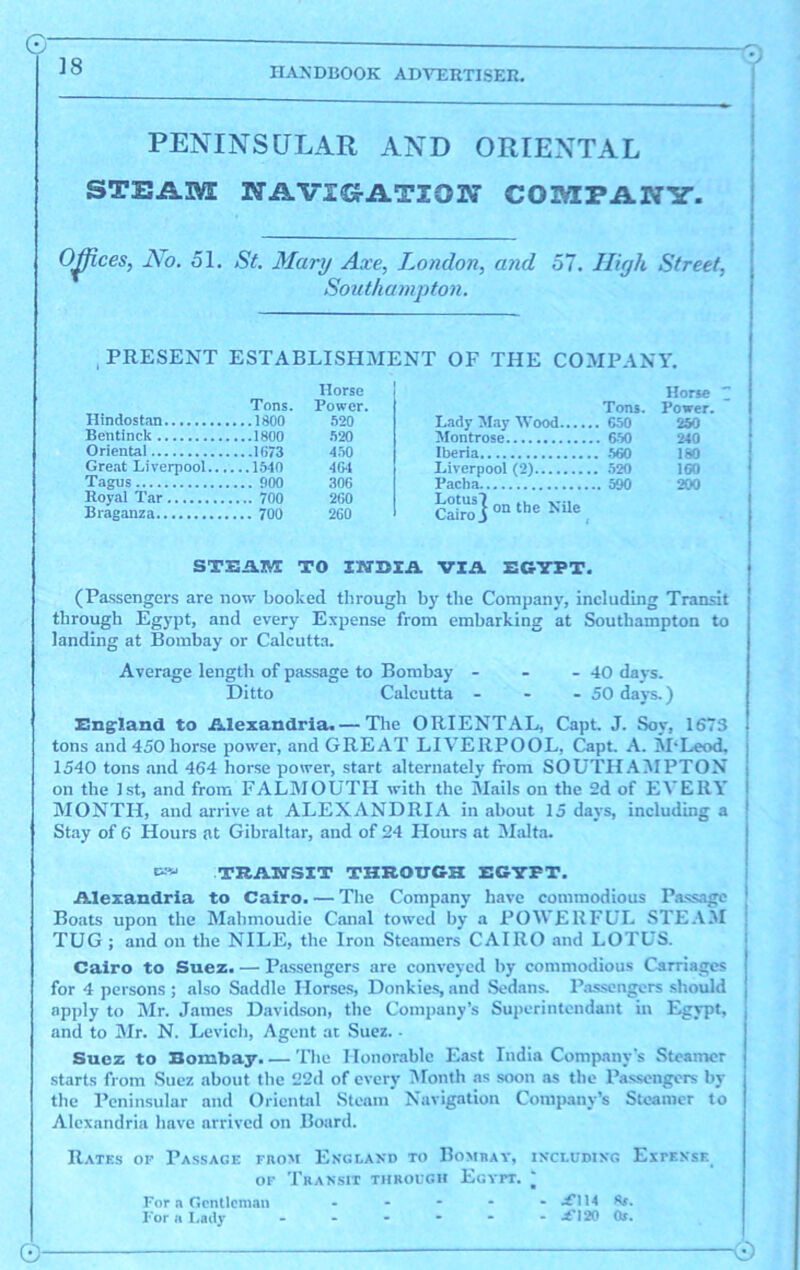 18
HANDBOOK ADVERTISER.
PENINSULAR AND ORIENTAL
STEAM NAVIGATION COMPANY.
Offices, No. 51. St. Mary Axe, London, and 57. High Street,
Southampton.
PRESENT ESTABLISHMENT OF THE COMPANY.
Tons. Horse Power.
Hindostan............1800 520
Bentinck............1800 520
Oriental............1673 450
Great Liverpool......1540 464
Tagus............ 900 306
Royal Tar............ 700 260
Braganza............ 700 260
Tons. Horse Power.
Lady May Wood...... 650 250
Montrose............ 650 240
Iberia............ 560 180
Liverpool (2)......... 520 160
Pacha............ 590 200
Lotus } on the Nile
Cairo
STEAM TO INDIA VIA EGYPT.
(Passengers are now booked through by the Company, including Transit
through Egypt, and every Expense from embarking at Southampton to
landing at Bombay or Calcutta.
Average length of passage to Bombay - - - 40 days.
Ditto Calcutta - - - 50 days.)
England to Alexandria.— The ORIENTAL, Capt. J. Soy, 1673
tons and 450 horse power, and GREAT LIVERPOOL, Capt. A. M'Leod,
1540 tons and 464 horse power, start alternately from SOUTHAMPTON
on the 1st, and from FALMOUTH with the Mails on the 2d of EVERY
MONTH, and arrive at ALEXANDRIA in about 15 days, including a
Stay of 6 Hours at Gibraltar, and of 24 Hours at Malta.
TRANSIT THROUGH EGYPT.
Alexandria to Cairo.— The Company have commodious Passage
Boats upon the Mahmoudie Canal towed by a POWERFUL STEAM
TUG ; and on the NILE, the Iron Steamers CAIRO and LOTUS.
Cairo to Suez.— Passengers are conveyed by commodious Carriages
for 4 persons ; also Saddle Horses, Donkies, and Sedans. Passengers should
apply to Mr. James Davidson, the Company's Superintendant in Egypt,
and to Mr. N. Levich, Agent at Suez.
Suez to Bombay.— The Honorable East India Company's Steamer
starts from Suez about the 22d of every Month as soon as the Passengers by
the Peninsular and Oriental Steam Navigation Company's Steamer to
Alexandria have arrived on Board.
RATES OF PASSAGE FROM ENGLAND TO BOMBAY, INCLUDING EXPENSE
OF TRANSIT THROUGH EGYPT.
For a Gentleman - - - - - £114 8s.
For a Lady - - - - - - £120 0s.